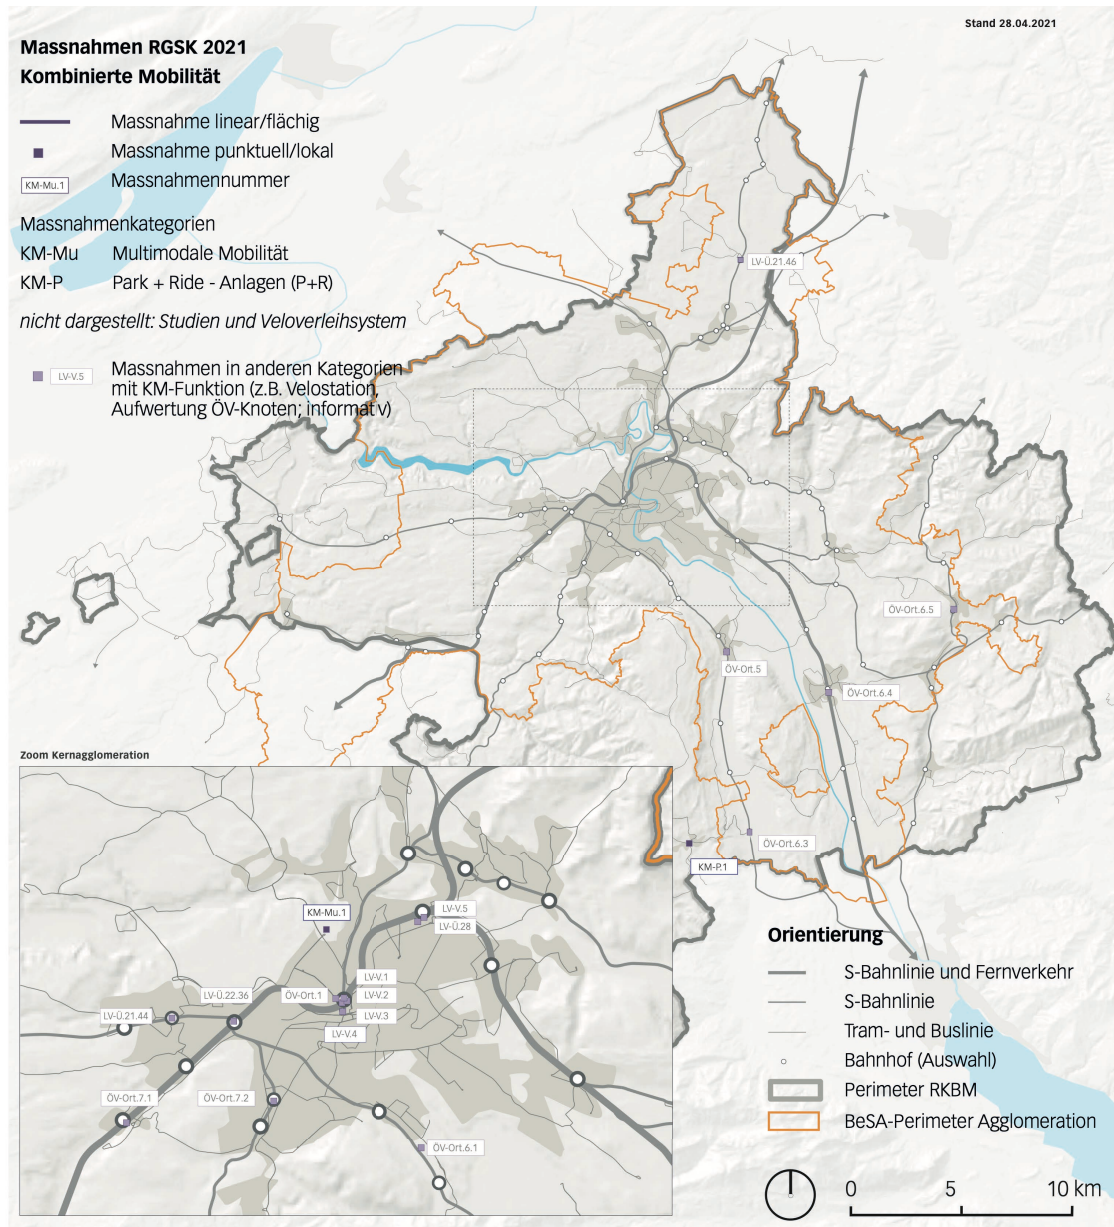 Stand 28.04.2021
Massnahmen RGSK 2021
Kombinierte Mobilität
Massnahme linear/flächig
Massnahme punktuell/lokal
KM-Mu.1
Massnahmennummer
Massnahmenkategorien
KM-Mu
Multimodale Mobilität
KM-P
Park + Ride - Anlagen (P+R)
nicht dargestellt: Studien und Veloverleihsystem
LV-V.5
Massnahmen in anderen Kategorien
mit KM-Funktion (z.B. Velostation,
Aufwertung ÖV-Knoten; informat v)
LV-Ü.21.46
ÖV-Ort.6.5
ÖV-Ort.5
ÖV-Ort.6.4
ÖV-Ort.6.3
KM-P.1
Zoom Kernagglomeration
KM-Mu.1
LV-V.5
LV-Ü.28
LV-V.1
ÖV-Ort.1
LV-V.2
LV-Ü.22.36
LV-V.3
LV-Ü.21.44
LV-V.4
ÖV-Ort.7.1
ÖV-Ort.7.2
ÖV-Ort.6.1
Orientierung
S-Bahnlinie und Fernverkehr
S-Bahnlinie
Tram- und Buslinie
Bahnhof (Auswahl)
Perimeter RKBM
BeSA-Perimeter Agglomeration
0 5 10 km